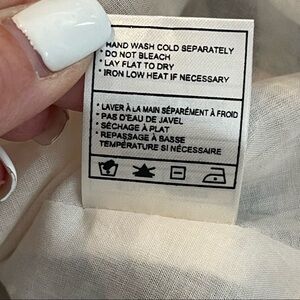 HAND WASH COLD SEPARATELY
* DO NOT BLEACH
* LAY FLAT TO DRY
* IRON LOW HEAT IF NECESSARY
* LAVER À LA MAIN SÉPARÉMENT À FROID
* PAS D'EAU DE JAVEL
* SÉCHAGE À PLAT
* REPASSAGE À BASSE
TEMPÉRATURE SI NÉCESSAIRE